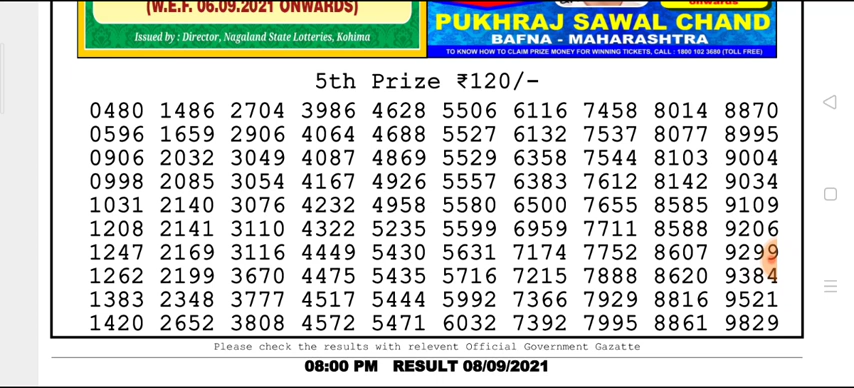 (W.E.F. 06.09.2021 ONWARDS)
Issued by : Director, Nagaland State Lotteries, Kohima
PUKHRAJ SAWAL CHAND
BAFNA - MAHARASHTRA
TO KNOW HOW TO CLAIM PRIZE MONEY FOR WINNING TICKETS, CALL : 1800 102 3680 (TOLL FREE)
5th Prize ₹120/-
0480 1486 2704 3986 4628 5506 6116 7458 8014 8870
0596 1659 2906 4064 4688 5527 6132 7537 8077 8995
0906 2032 3049 4087 4869 5529 6358 7544 8103 9004
0998 2085 3054 4167 4926 5557 6383 7612 8142 9034
1031 2140 3076 4232 4958 5580 6500 7655 8585 9109
1208 2141 3110 4322 5235 5599 6959 7711 8588 9206
1247 2169 3116 4449 5430 5631 7174 7752 8607 9299
1262 2199 3670 4475 5435 5716 7215 7888 8620 9384
1383 2348 3777 4517 5444 5992 7366 7929 8816 9521
1420 2652 3808 4572 5471 6032 7392 7995 8861 9829
Please check the results with relevent Official Government Gazatte
08:00 PM RESULT 08/09/2021